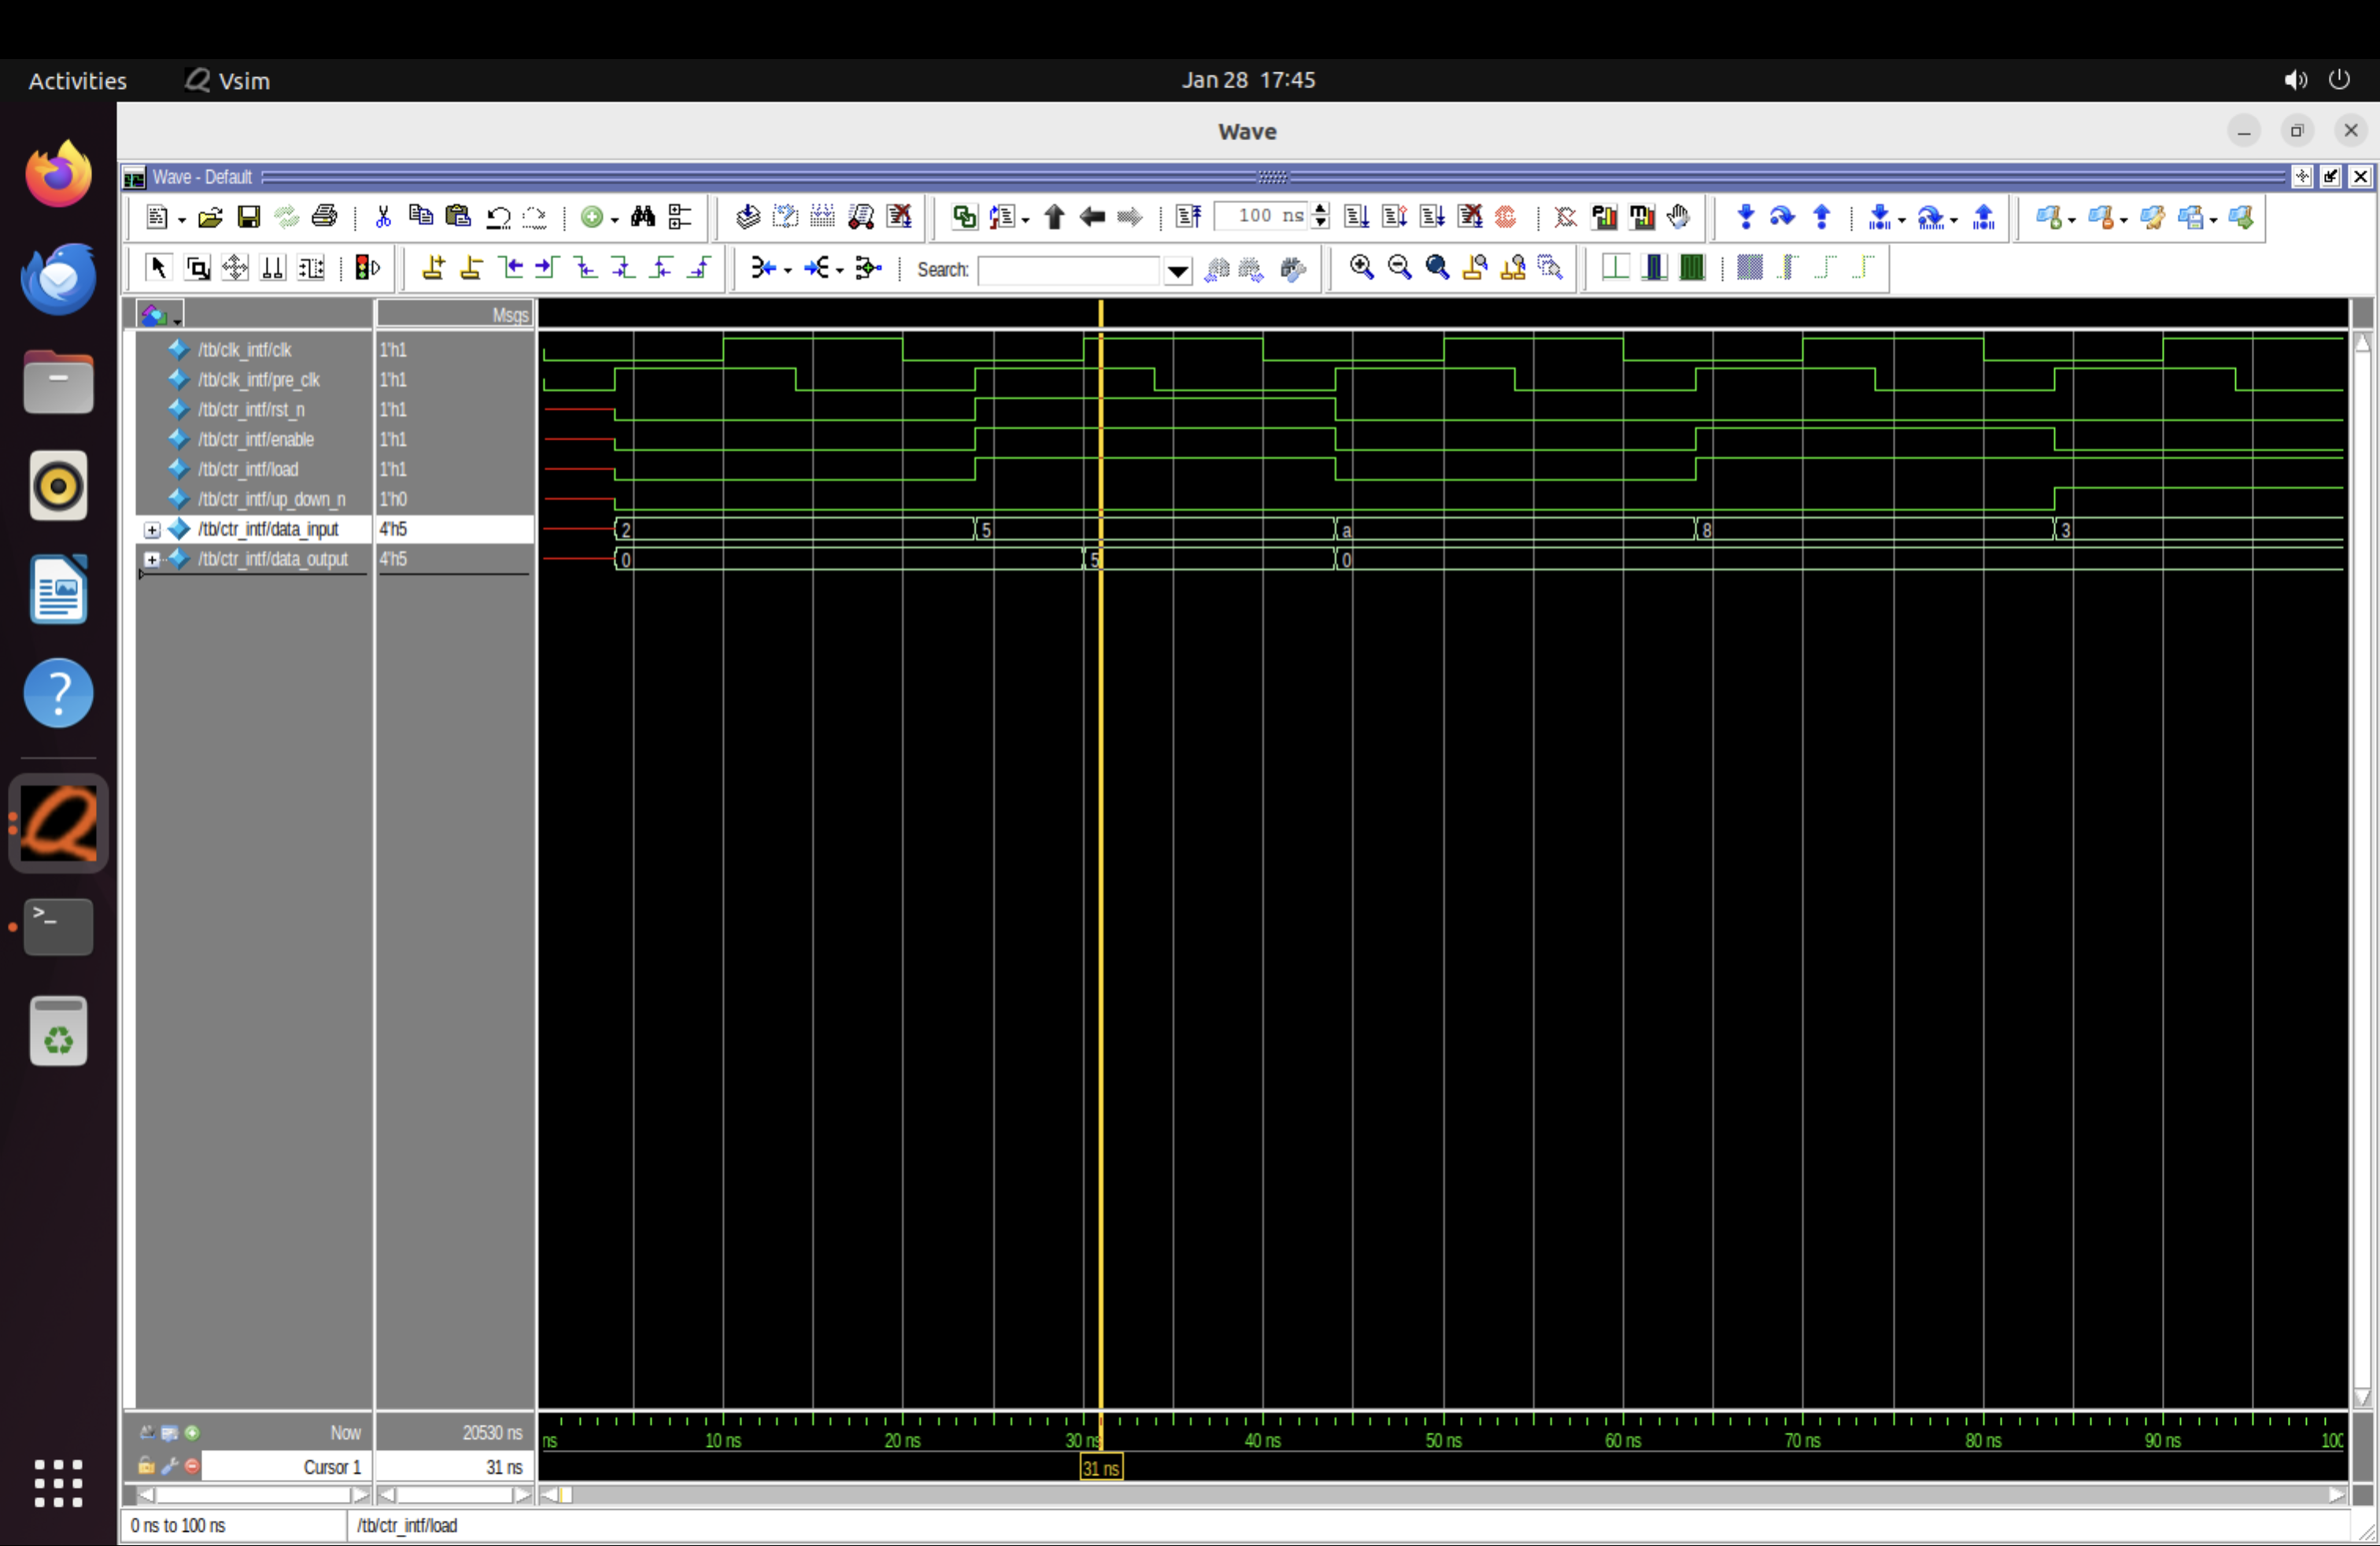 Activities Vsim Jan 28 17:45
Wave
Wave - Default
100 ns
Search:
Msgs
/tb/clk_intf/clk 1'h1
/tb/clk_intf/pre_clk 1'h1
/tb/ctr_intf/rst_n 1'h1
/tb/ctr_intf/enable 1'h1
/tb/ctr_intf/load 1'h1
/tb/ctr_intf/up_down_n 1'h0
/tb/ctr_intf/data_input 4'h5 2 5 a 8 3
/tb/ctr_intf/data_output 4'h5 0 5 0
Now 20530 ns ns 10 ns 20 ns 30 ns 40 ns 50 ns 60 ns 70 ns 80 ns 90 ns 100
Cursor 1 31 ns 31 ns
0 ns to 100 ns /tb/ctr_intf/load